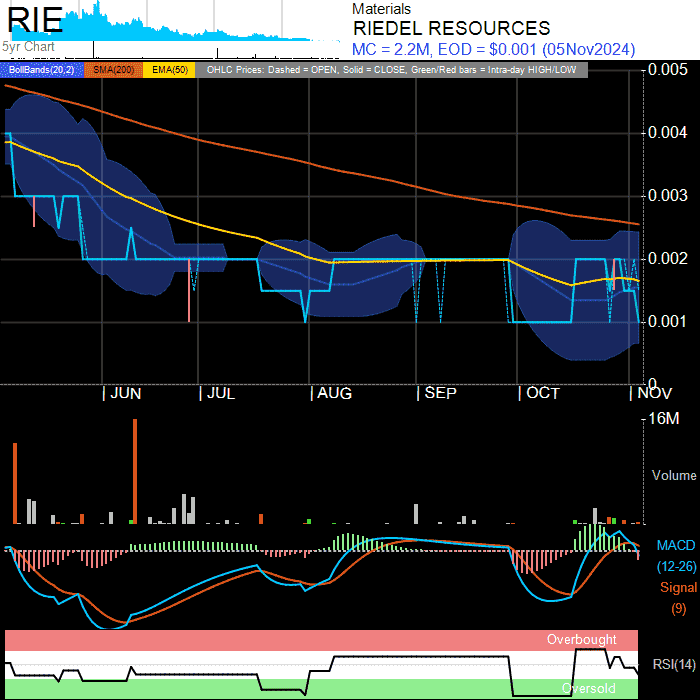 RIE
5yr Chart
Materials
RIEDEL RESOURCES
MC = 2.2M, EOD = $0.001 (05Nov2024)
BollBands(20,2) SMA(200) EMA(50) OHLC Prices: Dashed = OPEN, Solid = CLOSE, Green/Red bars = Intra-day HIGH/LOW
0.005
0.004
0.003
0.002
0.001
0
JUN JUL AUG SEP OCT NOV
16M
Volume
MACD
(12-26)
Signal
(9)
Overbought
RSI(14)
Oversold